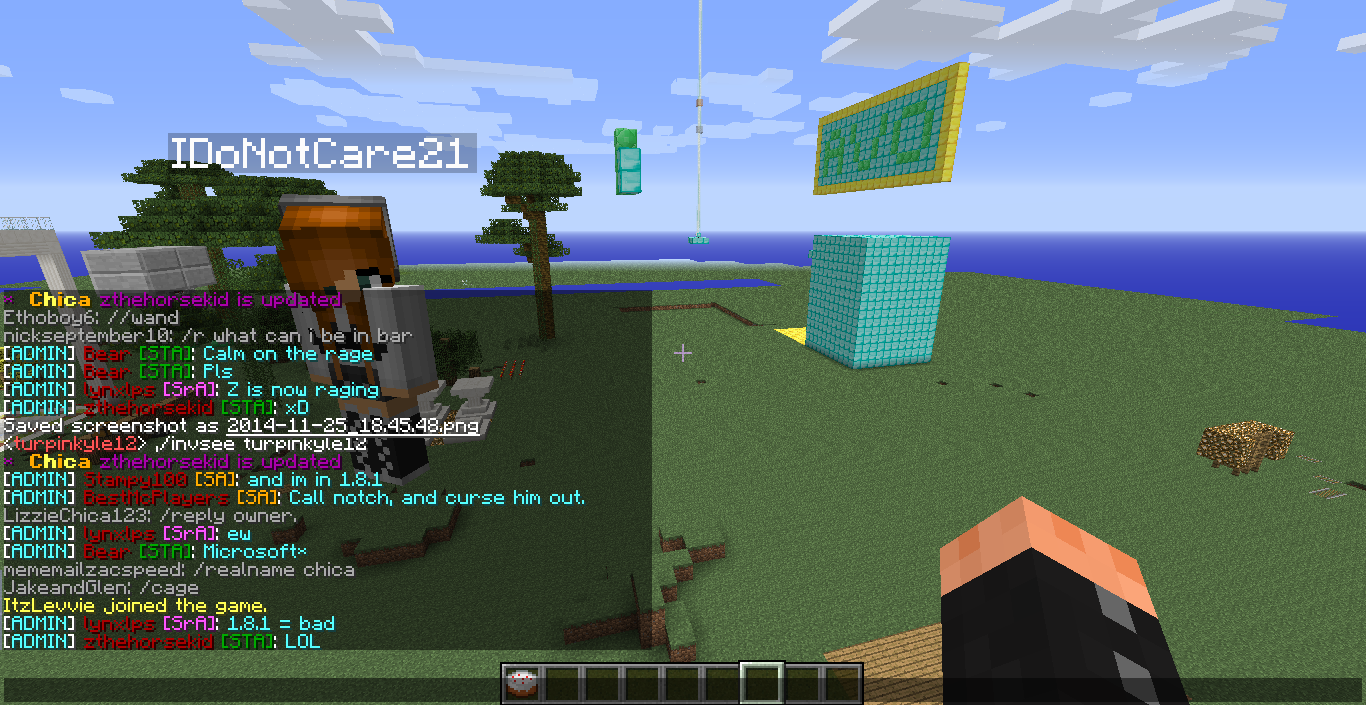 IDoNotCare21
* Chica zthehorsekid is updated
Ethoboy6: //wand
nickseptember10: /r what can i be in bar
[ADMIN] Bear [STA]: Calm on the rage
[ADMIN] Bear [STA]: Pls
[ADMIN] lynxlps [SrA]: Z is now raging
[ADMIN] zthehorsekid [STA]: xD
Saved screenshot as 2014-11-25_18.45.48.png
<turpinkyle12> ,/invsee turpinkyle12
* Chica zthehorsekid is updated
[ADMIN] Stampy100 [SA]: and im in 1.8.1
[ADMIN] BestMcPlayers [SA]: Call notch, and curse him out.
LizzieChica123: /reply owner.
[ADMIN] lynxlps [SrA]: ew
[ADMIN] Bear [STA]: Microsoft*
mememailzacspeed: /realname chica
JakeandGlen: /cage
ItzLevvie joined the game.
[ADMIN] lynxlps [SrA]: 1.8.1 = bad
[ADMIN] zthehorsekid [STA]: LOL